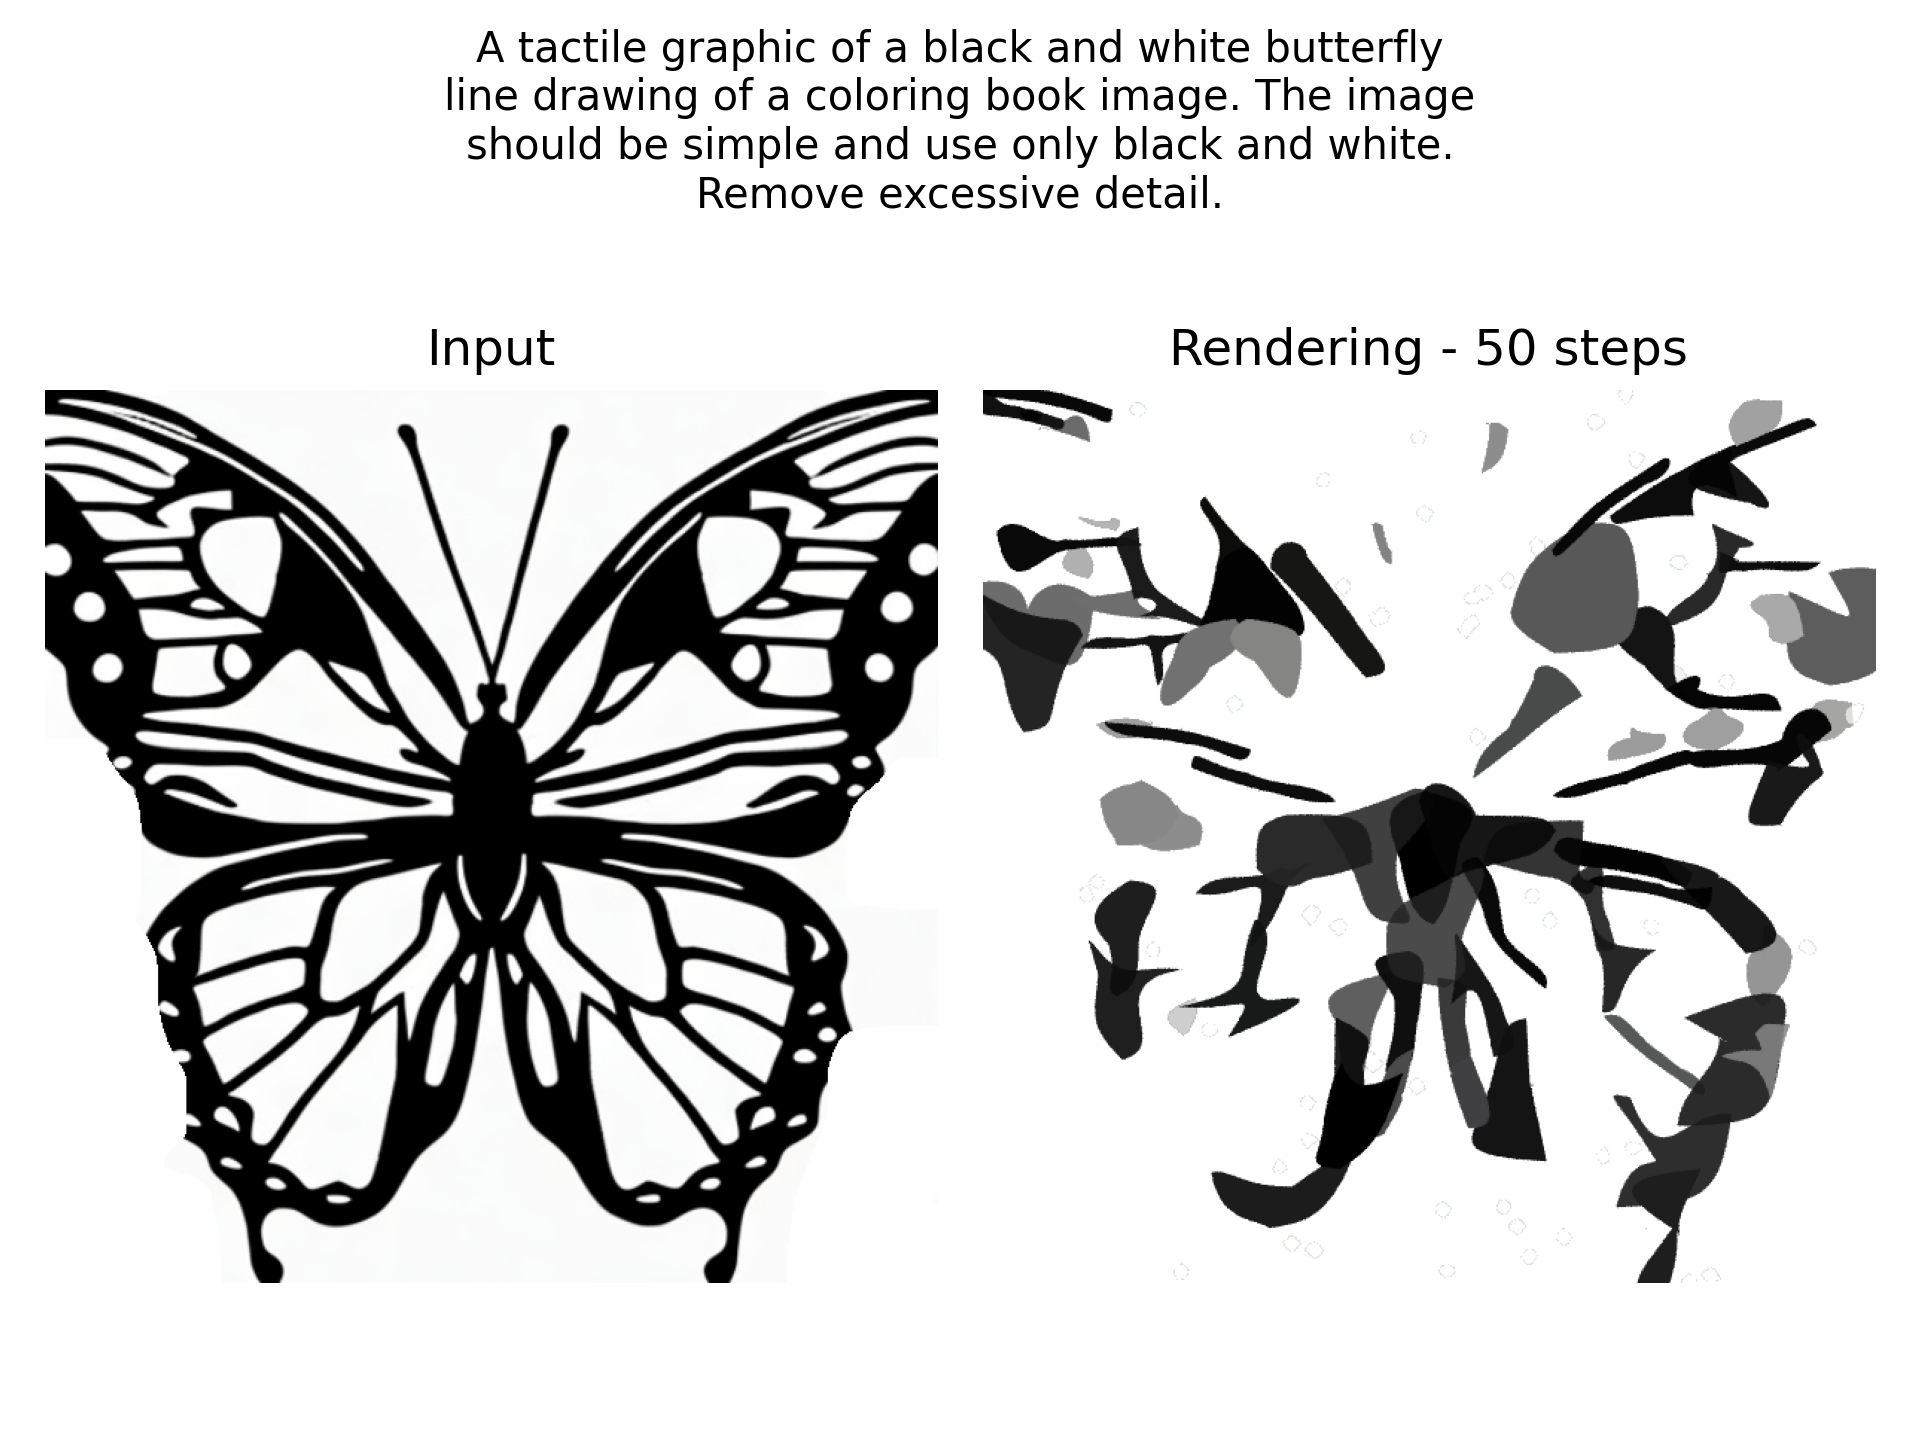 A tactile graphic of a black and white butterfly
line drawing of a coloring book image. The image
should be simple and use only black and white.
Remove excessive detail.
Input
Rendering - 50 steps